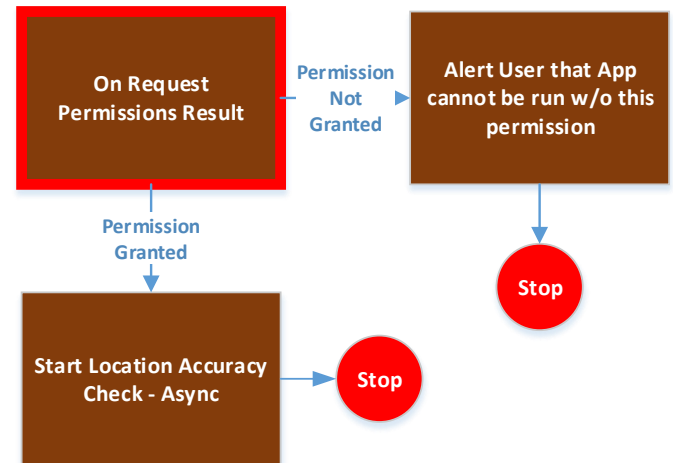 On Request
Permissions Result
Permission
Not
Granted
Alert User that App
cannot be run w/o this
permission
Permission
Granted
Stop
Start Location Accuracy
Check - Async
Stop